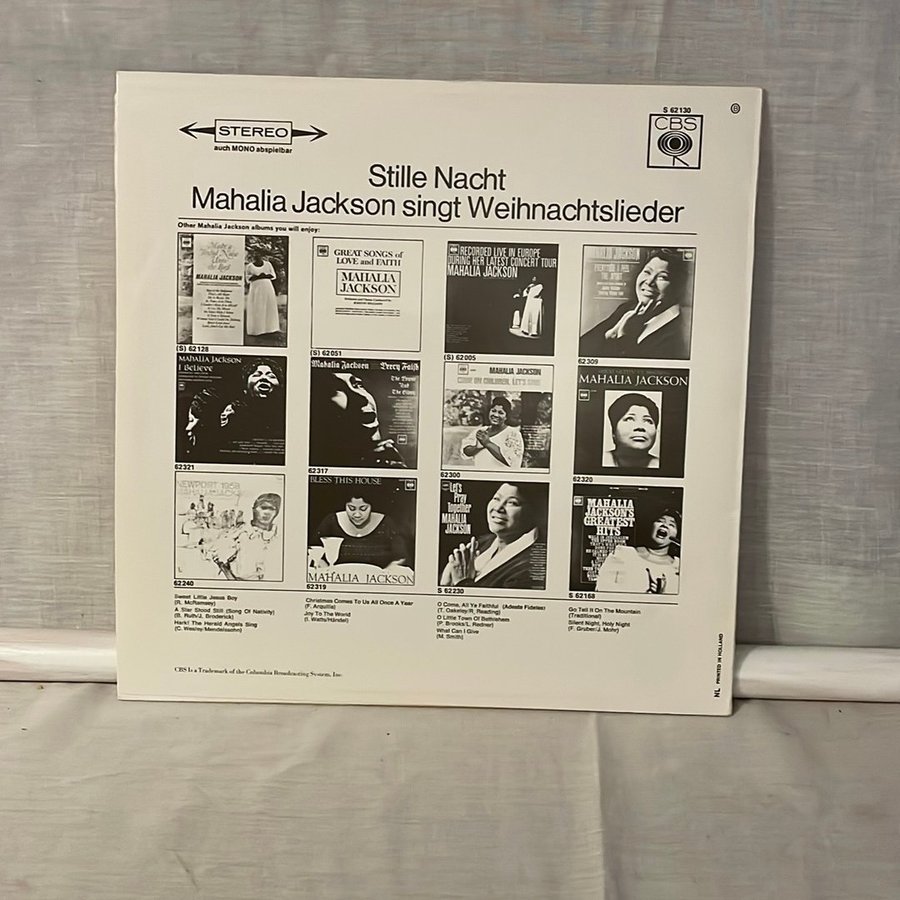 S 62130
B
STEREO
auch MONO abspielbar
CBS
Stille Nacht
Mahalia Jackson singt Weihnachtslieder
Other Mahalia Jackson albums you will enjoy:
MAHALIA JACKSON
GREAT SONGS of
LOVE and FAITH
MAHALIA
JACKSON
RECORDED LIVE IN EUROPE
DURING HER LATEST CONCERT TOUR
MAHALIA JACKSON
MAHALIA JACKSON
(S) 62128
(S) 62051
(S) 62005
62309
MAHALIA JACKSON
I Believe
Mahalia Jackson Percy Faith
The Power
And
The Glory
MAHALIA JACKSON
COME ON CHILDREN, LET'S SING
MAHALIA JACKSON
62321
62317
62300
62320
NEWPORT 1958
MAHALIA JACKSON
BLESS THIS HOUSE
MAHALIA JACKSON
Let's
Pray
Together
MAHALIA
JACKSON
MAHALIA
JACKSON'S
GREATEST
HITS
62240
62319
S 62230
S 62168
Sweet Little Jesus Boy
(R. McRamsey)
A Star Stood Still (Song Of Nativity)
(B. Ruth/J. Broderick)
Hark! The Herald Angels Sing
(C. Wesley/Mendelssohn)
Christmas Comes To Us All Once A Year
(F. Arquilla)
Joy To The World
(I. Watts/Händel)
O Come, All Ye Faithful (Adeste Fideles)
(T. Oakeley/R. Reading)
O Little Town Of Bethlehem
(P. Brooks/L. Redner)
What Can I Give
(M. Smith)
Go Tell It On The Mountain
(Traditional)
Silent Night, Holy Night
(F. Gruber/J. Mohr)
CBS Is a Trademark of the Columbia Broadcasting System, Inc.
NL PRINTED IN HOLLAND